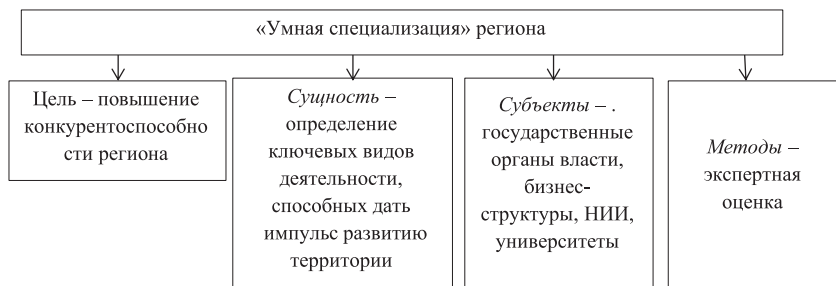 «Умная специализация» региона
Цель – повышение
конкурентоспособно
сти региона
Сущность –
определение
ключевых видов
деятельности,
способных дать
импульс развитию
территории
Субъекты – .
государственные
органы власти,
бизнес-
структуры, НИИ,
университеты
Методы –
экспертная
оценка